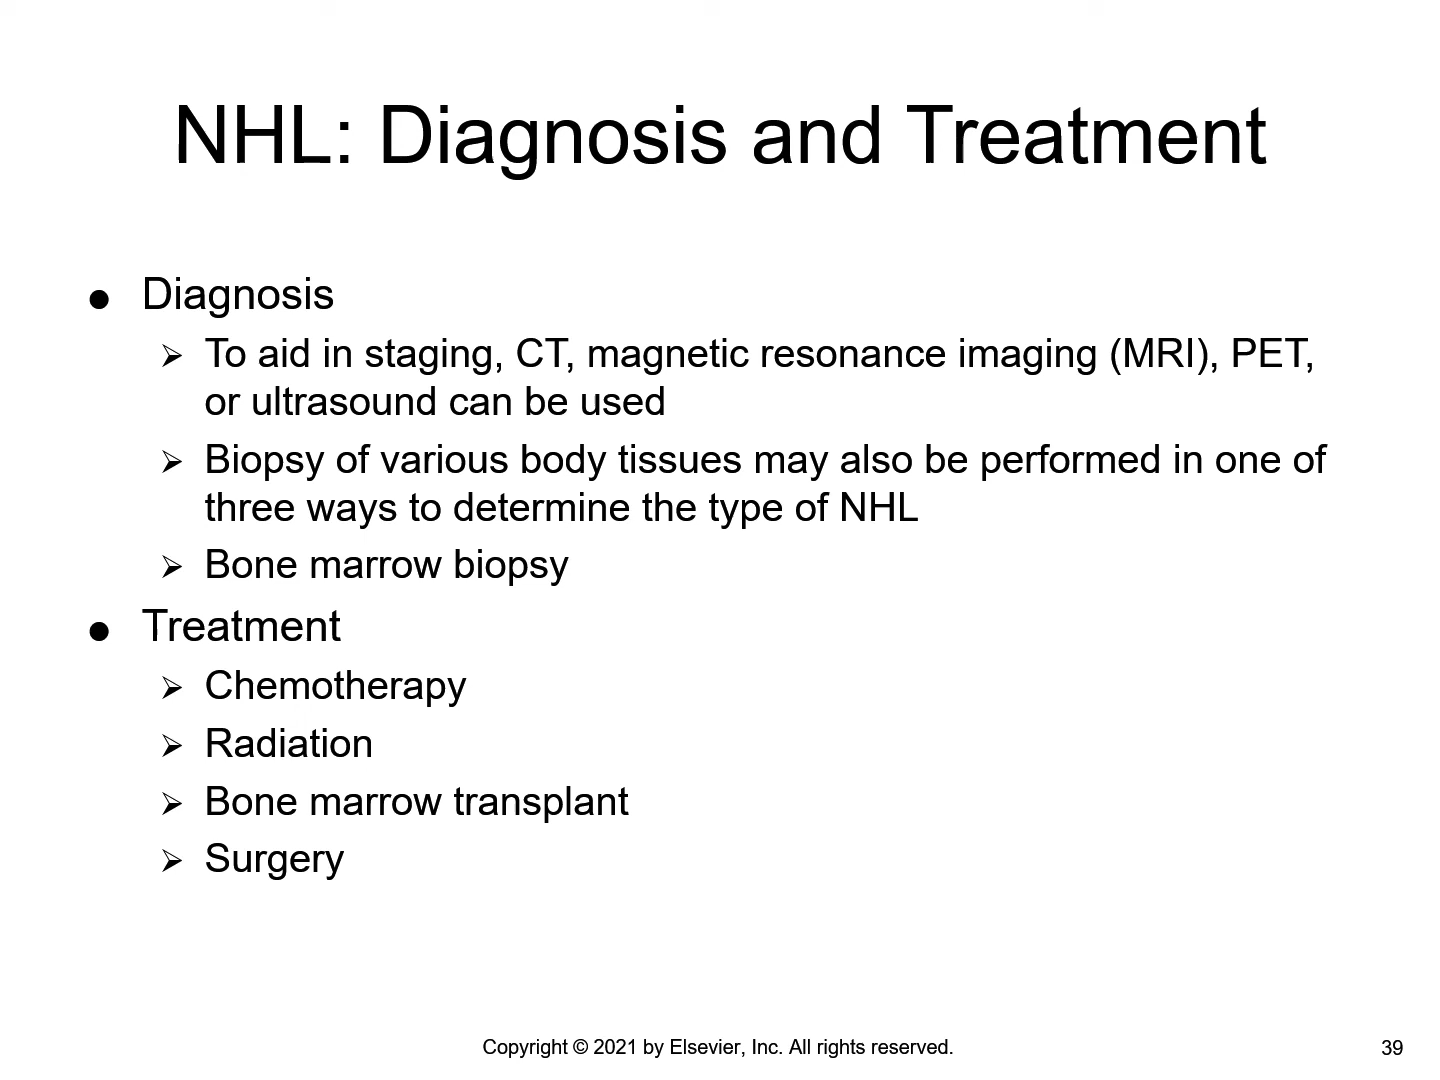 NHL: Diagnosis and Treatment
● Diagnosis
➢ To aid in staging, CT, magnetic resonance imaging (MRI), PET,
or ultrasound can be used
➢ Biopsy of various body tissues may also be performed in one of
three ways to determine the type of NHL
➢ Bone marrow biopsy
● Treatment
➢ Chemotherapy
➢ Radiation
➢ Bone marrow transplant
➢ Surgery
Copyright © 2021 by Elsevier, Inc. All rights reserved.
39